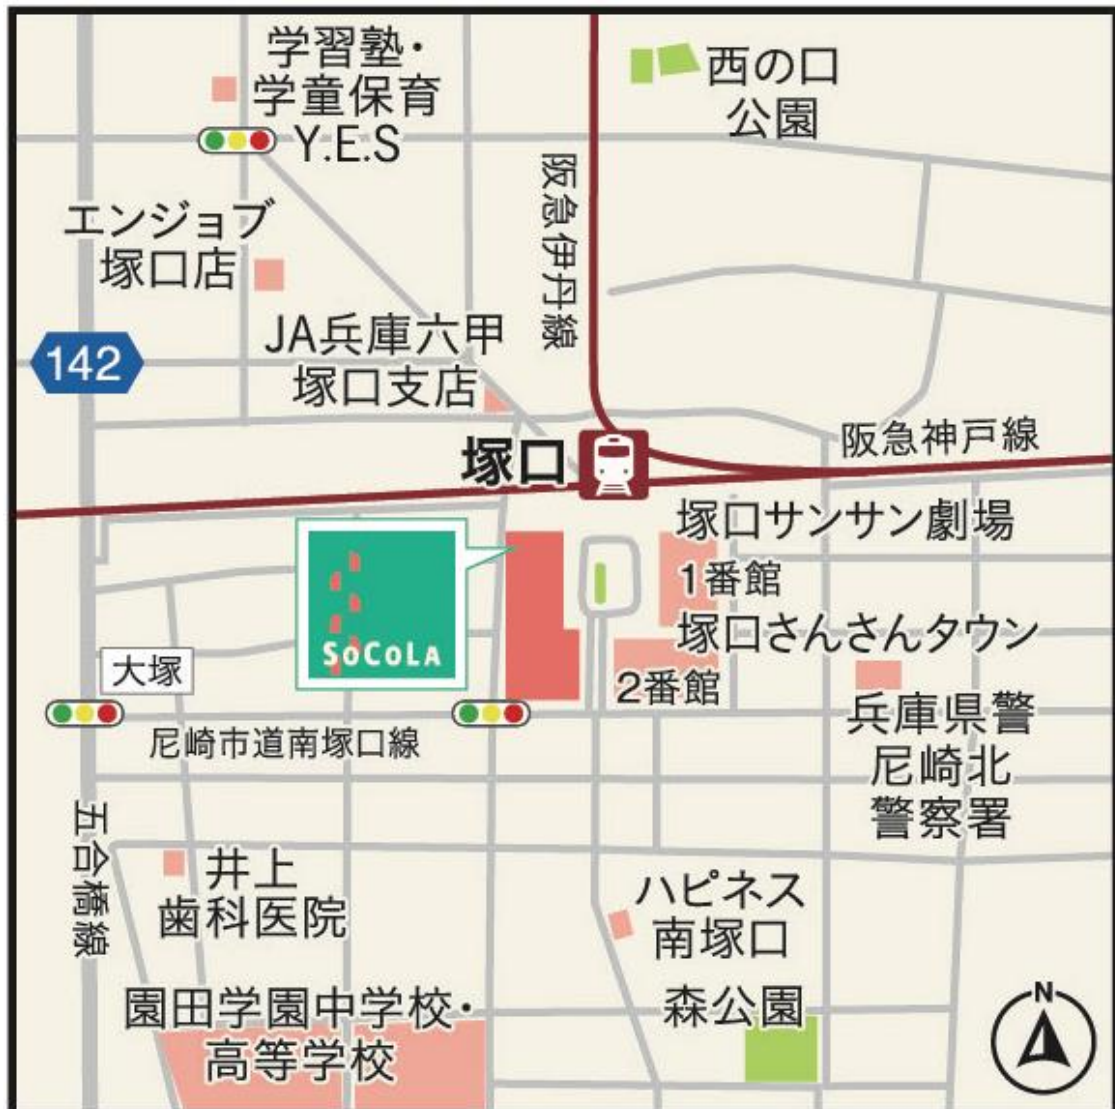 学習塾・
学童保育
Y.E.S
西の口
公園
阪急伊丹線
エンジョブ
塚口店
142
JA兵庫六甲
塚口支店
塚口
阪急神戸線
塚口サンサン劇場
1番館
塚口さんさんタウン
2番館
SOCOLA
大塚
尼崎市道南塚口線
兵庫県警
尼崎北
警察署
五合橋線
井上
歯科医院
ハピネス
南塚口
園田学園中学校・
高等学校
森公園
N